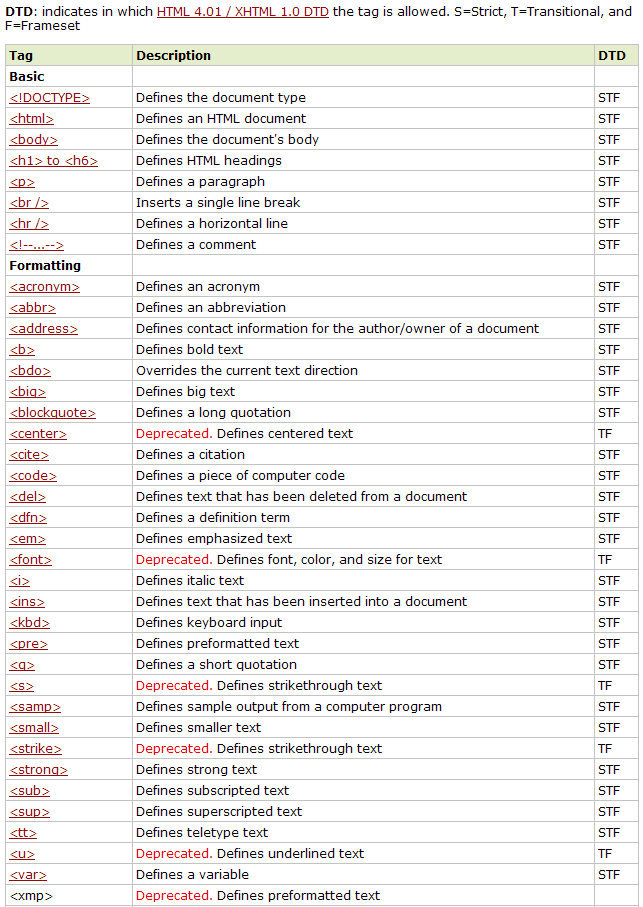 DTD: indicates in which HTML 4.01 / XHTML 1.0 DTD the tag is allowed. S=Strict, T=Transitional, and
F=Frameset
Tag Description DTD
Basic
<!DOCTYPE> Defines the document type STF
<html> Defines an HTML document STF
<body> Defines the document's body STF
<h1> to <h6> Defines HTML headings STF
<p> Defines a paragraph STF
<br /> Inserts a single line break STF
<hr /> Defines a horizontal line STF
<!--...--> Defines a comment STF
Formatting
<acronym> Defines an acronym STF
<abbr> Defines an abbreviation STF
<address> Defines contact information for the author/owner of a document STF
<b> Defines bold text STF
<bdo> Overrides the current text direction STF
<big> Defines big text STF
<blockquote> Defines a long quotation STF
<center> Deprecated. Defines centered text TF
<cite> Defines a citation STF
<code> Defines a piece of computer code STF
<del> Defines text that has been deleted from a document STF
<dfn> Defines a definition term STF
<em> Defines emphasized text STF
<font> Deprecated. Defines font, color, and size for text TF
<i> Defines italic text STF
<ins> Defines text that has been inserted into a document STF
<kbd> Defines keyboard input STF
<pre> Defines preformatted text STF
<q> Defines a short quotation STF
<s> Deprecated. Defines strikethrough text TF
<samp> Defines sample output from a computer program STF
<small> Defines smaller text STF
<strike> Deprecated. Defines strikethrough text TF
<strong> Defines strong text STF
<sub> Defines subscripted text STF
<sup> Defines superscripted text STF
<tt> Defines teletype text STF
<u> Deprecated. Defines underlined text TF
<var> Defines a variable STF
<xmp> Deprecated. Defines preformatted text